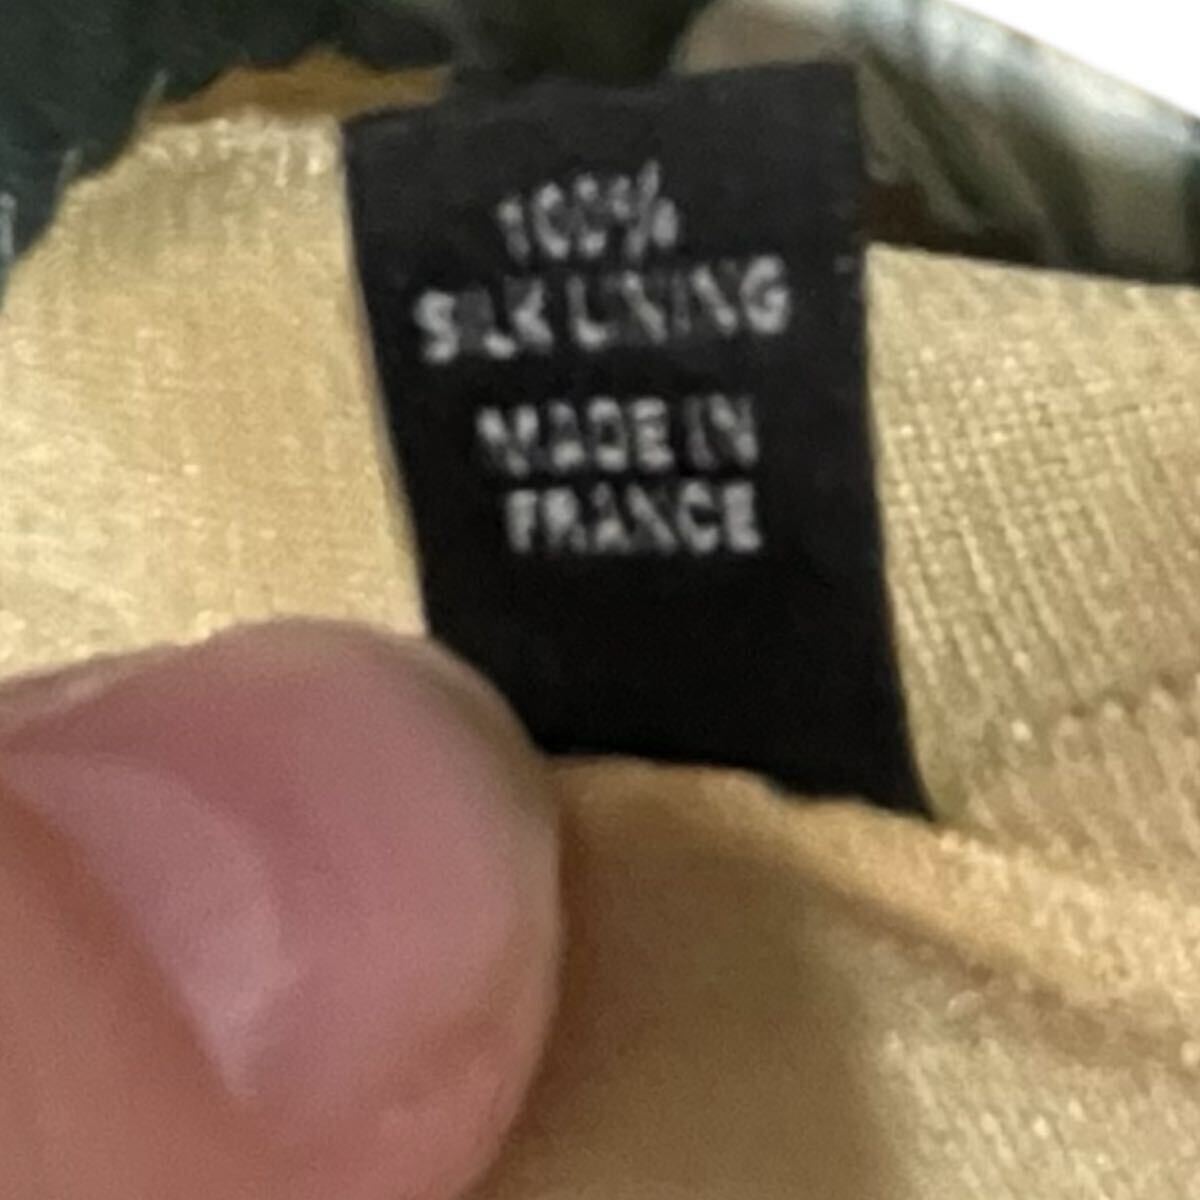 100%
SILK LINING
MADE IN
FRANCE